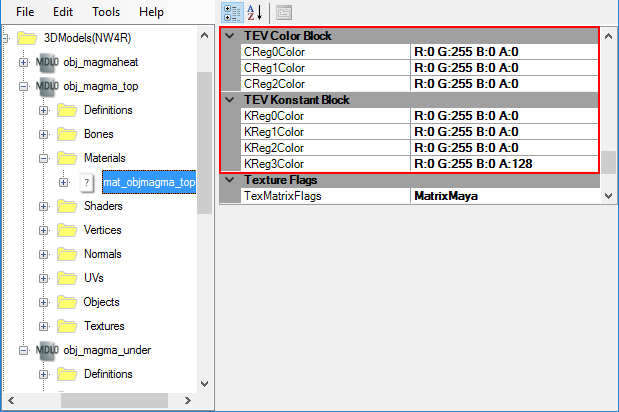 File Edit Tools Help
3DModels(NW4R)
MDL0 obj_magmaheat
MDL0 obj_magma_top
Definitions
Bones
Materials
? mat_objmagma_top
Shaders
Vertices
Normals
UVs
Objects
Textures
MDL0 obj_magma_under
Definitions
A Z
TEV Color Block
CReg0Color R:0 G:255 B:0 A:0
CReg1Color R:0 G:255 B:0 A:0
CReg2Color R:0 G:255 B:0 A:0
TEV Konstant Block
KReg0Color R:0 G:255 B:0 A:0
KReg1Color R:0 G:255 B:0 A:0
KReg2Color R:0 G:255 B:0 A:0
KReg3Color R:0 G:255 B:0 A:128
Texture Flags
TexMatrixFlags MatrixMaya